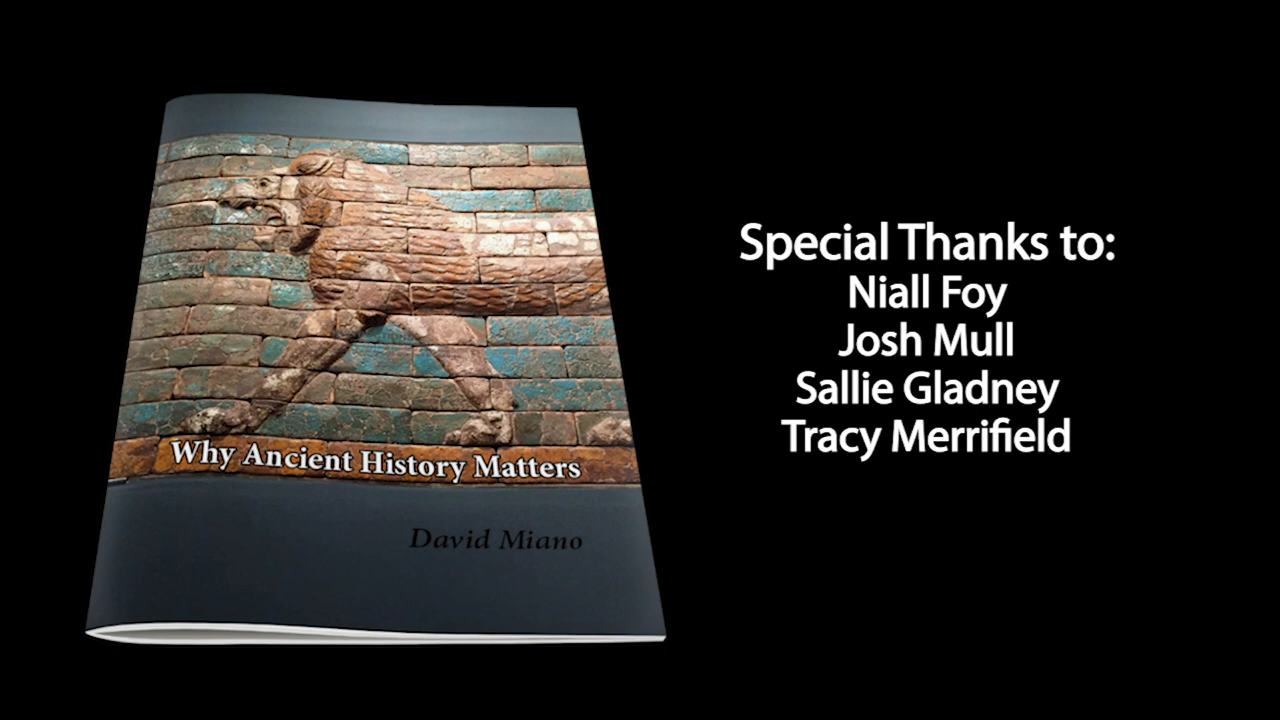 Why Ancient History Matters
David Miano
Special Thanks to:
Niall Foy
Josh Mull
Sallie Gladney
Tracy Merrifield